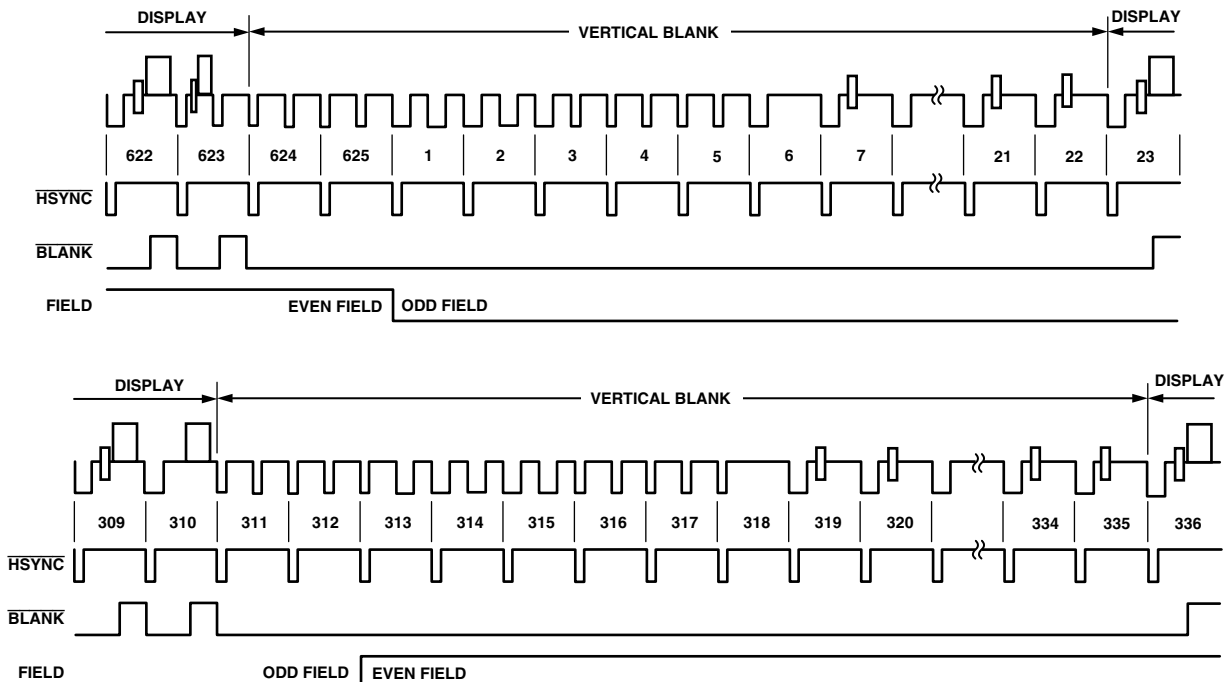 DISPLAY
VERTICAL BLANK
DISPLAY
622 623 624 625 1 2 3 4 5 6 7 21 22 23
HSYNC
BLANK
FIELD EVEN FIELD ODD FIELD
DISPLAY
VERTICAL BLANK
DISPLAY
309 310 311 312 313 314 315 316 317 318 319 320 334 335 336
HSYNC
BLANK
FIELD ODD FIELD EVEN FIELD